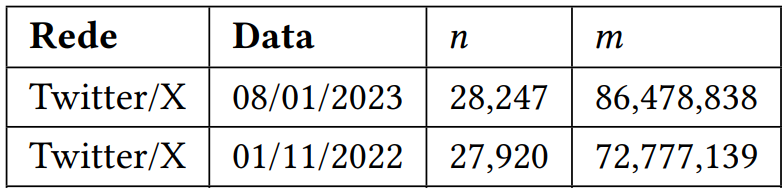 Rede Data n m
Twitter/X 08/01/2023 28,247 86,478,838
Twitter/X 01/11/2022 27,920 72,777,139